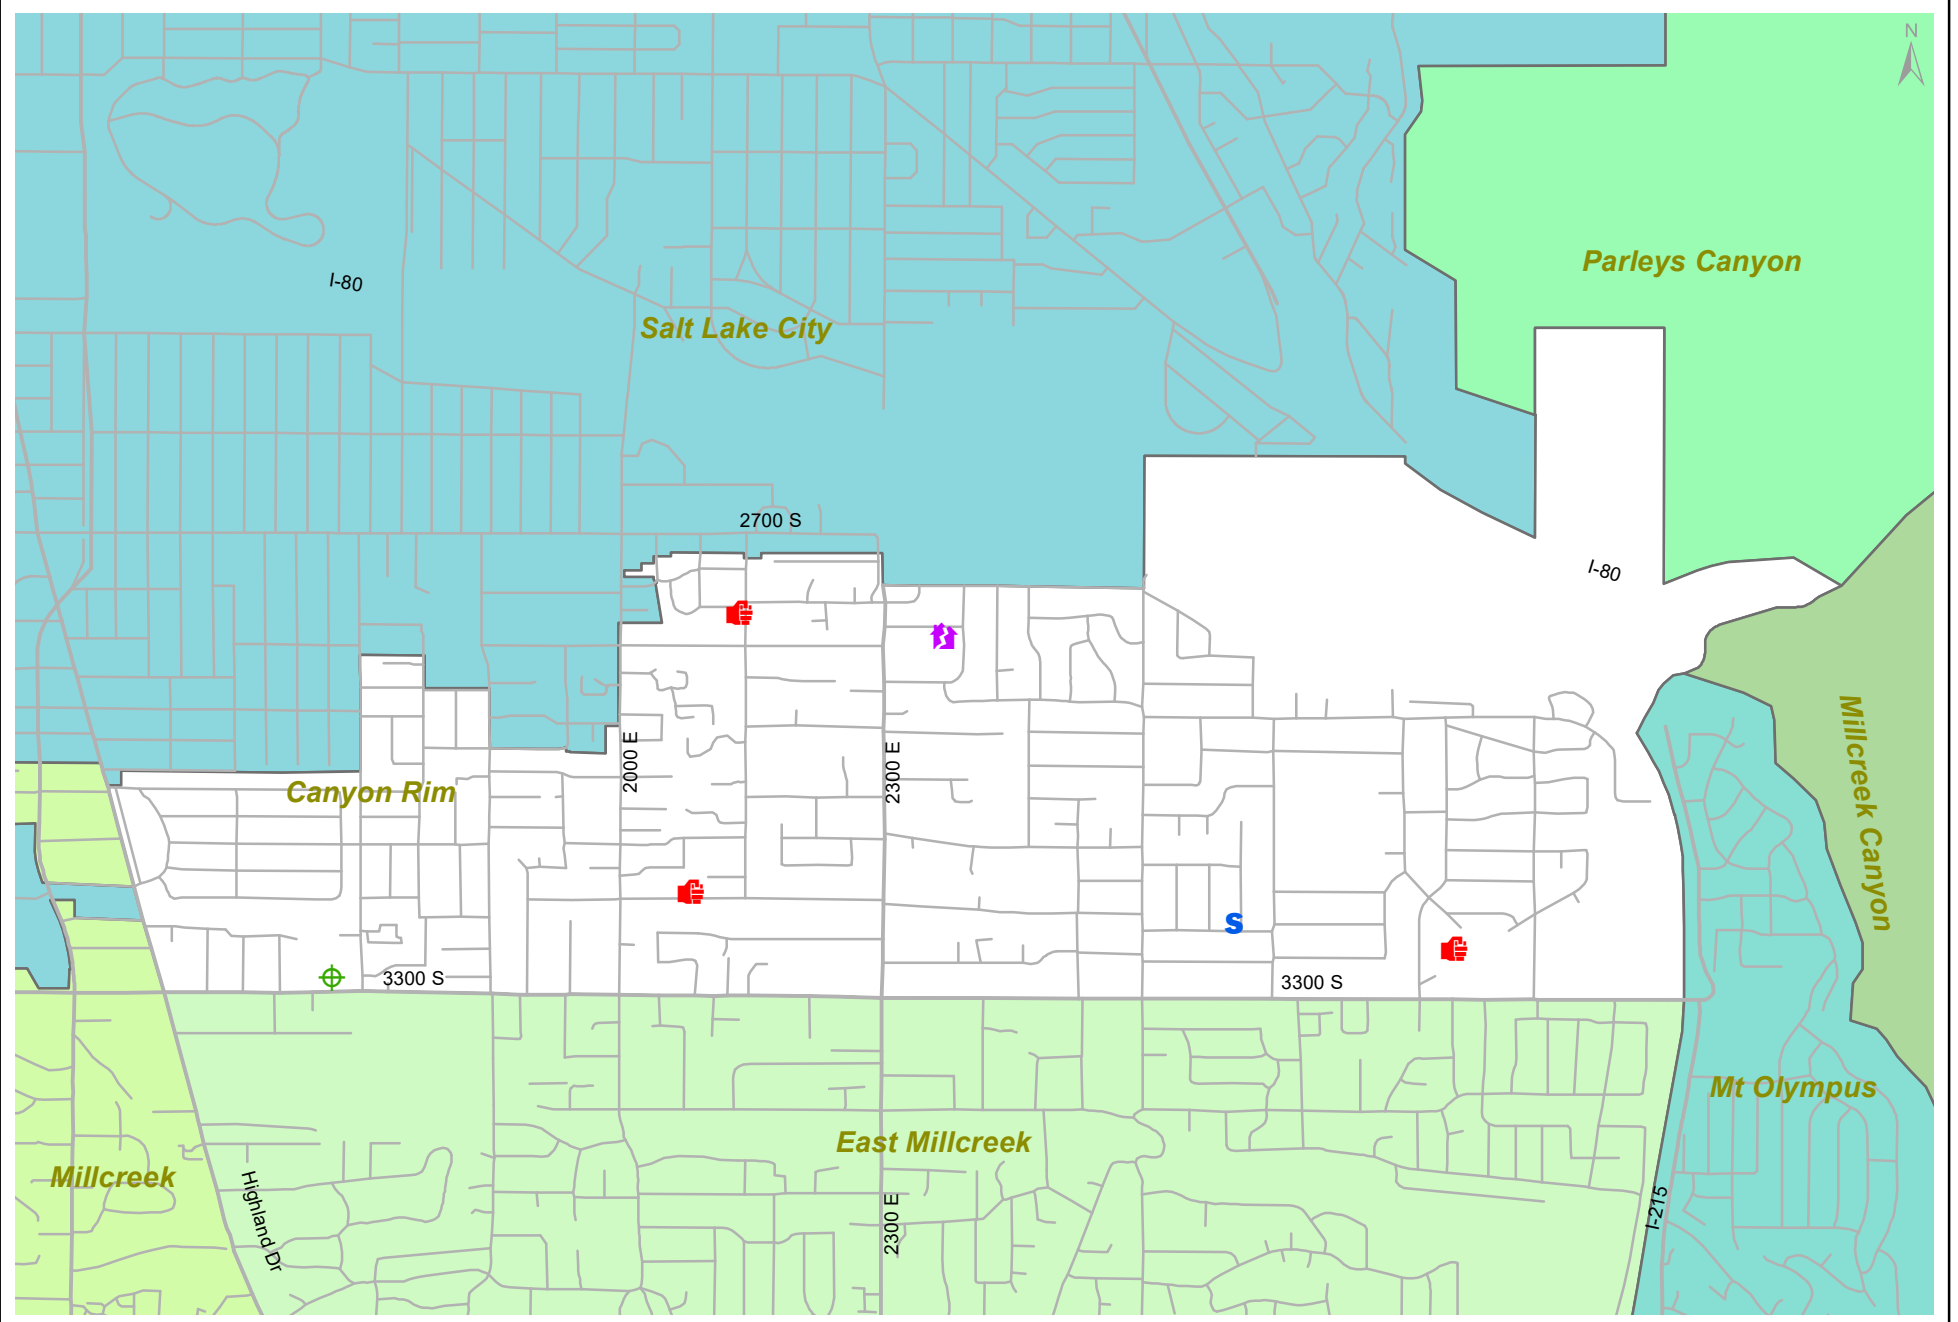 N
Parleys Canyon
I-80
Salt Lake City
2700 S
I-80
2000 E
2300 E
Canyon Rim
Millcreek Canyon
S
3300 S
3300 S
Mt Olympus
East Millcreek
Millcreek
Highland Dr
2300 E
I-215